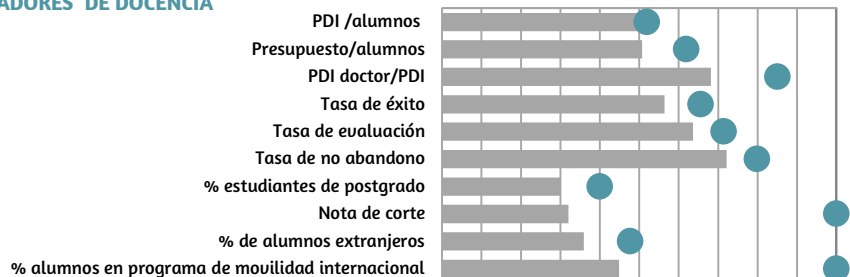 DE DOCENCIA
PDI /alumnos
Presupuesto/alumnos
PDI doctor/PDI
Tasa de éxito
Tasa de evaluación
Tasa de no abandono
% estudiantes de postgrado
Nota de corte
% de alumnos extranjeros
% alumnos en programa de movilidad internacional